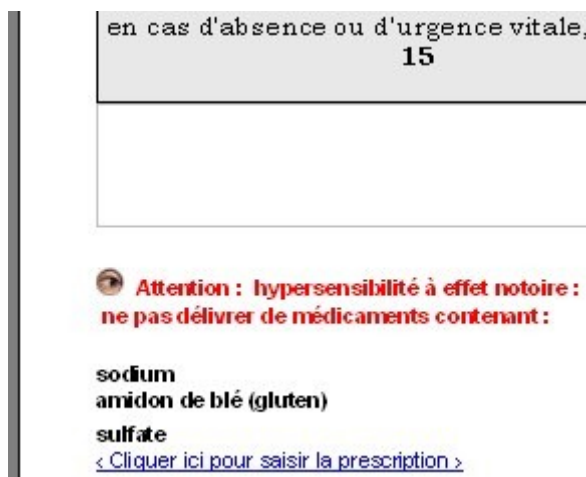 en cas d'absence ou d'urgence vitale,
15
Attention : hypersensibilité à effet notoire :
ne pas délivrer de médicaments contenant :
sodium
amidon de blé (gluten)
sulfate
< Cliquer ici pour saisir la prescription >